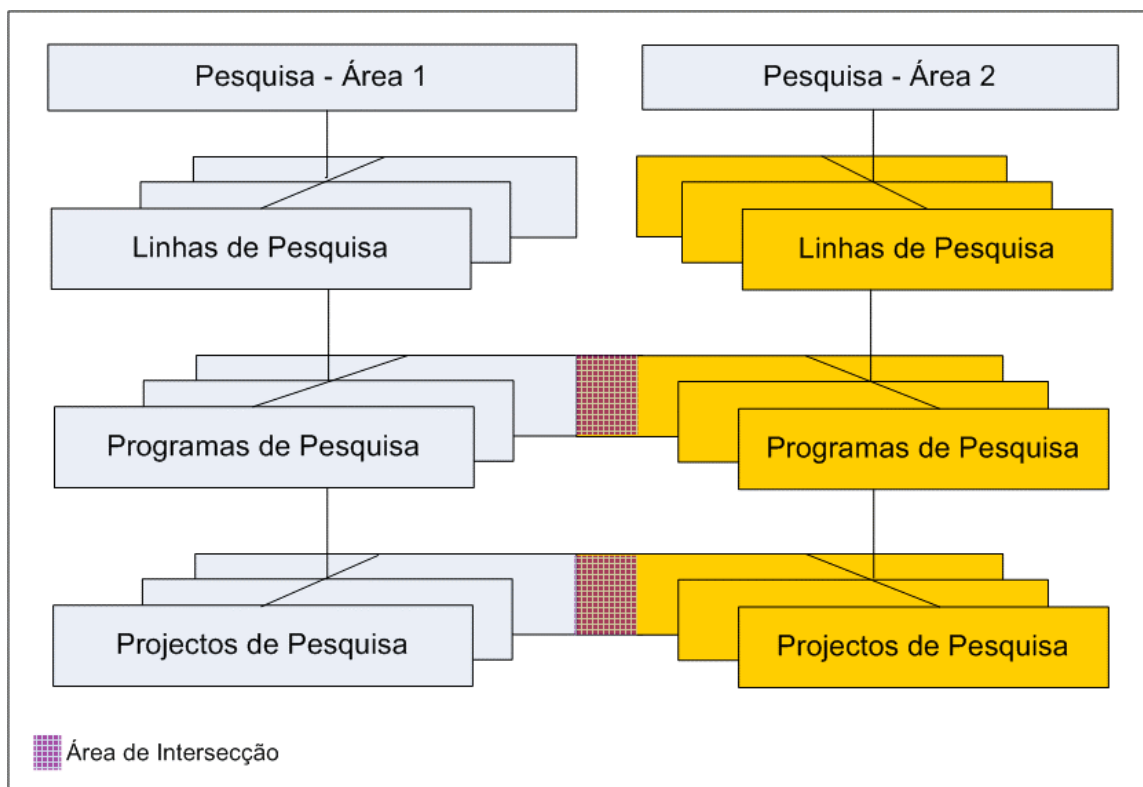 Pesquisa - Área 1
Pesquisa - Área 2
Linhas de Pesquisa
Linhas de Pesquisa
Programas de Pesquisa
Programas de Pesquisa
Projectos de Pesquisa
Projectos de Pesquisa
Área de Intersecção